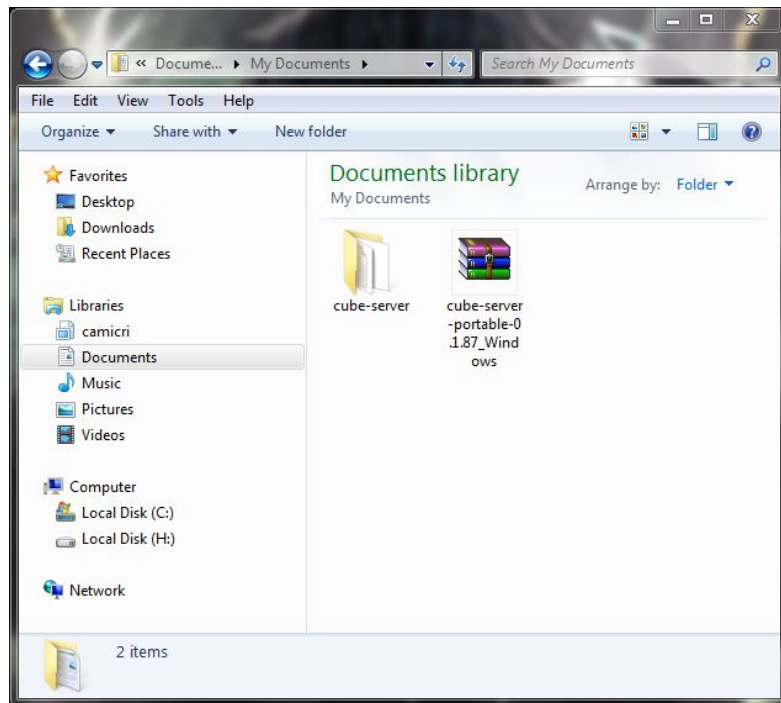 « Docume... ▸ My Documents ▸
Search My Documents
File Edit View Tools Help
Organize Share with New folder
Favorites
Desktop
Downloads
Recent Places
Libraries
camicri
Documents
Music
Pictures
Videos
Computer
Local Disk (C:)
Local Disk (H:)
Network
Documents library
My Documents
Arrange by: Folder
cube-server
cube-server
-portable-0
.1.87_Wind
ows
2 items